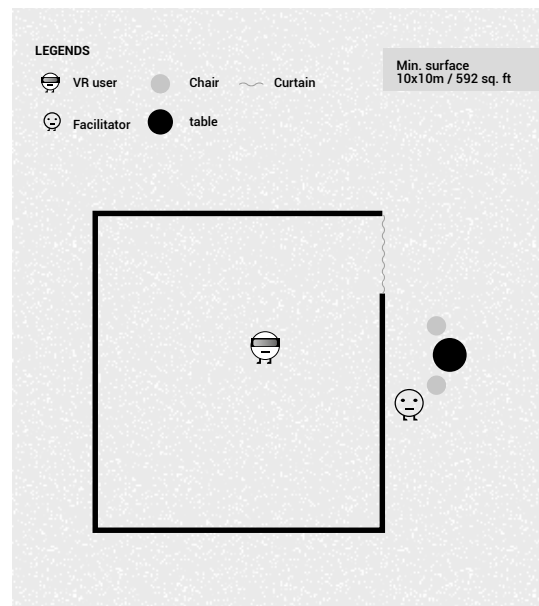 LEGENDS
VR user
Chair
Curtain
Facilitator
table
Min. surface
10x10m / 592 sq. ft